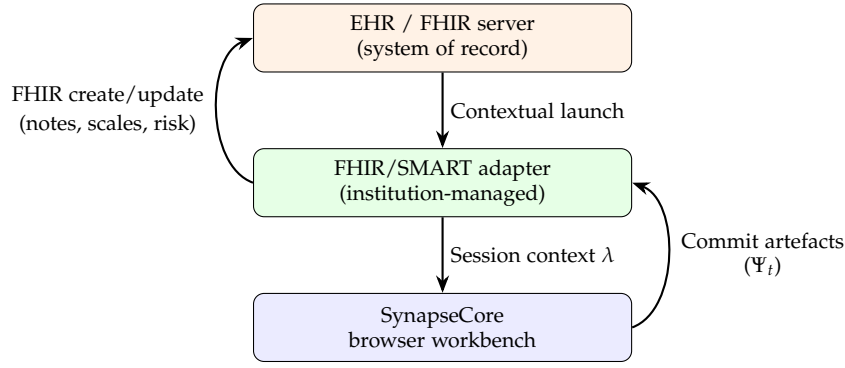 EHR / FHIR server
(system of record)
FHIR create/update
(notes, scales, risk)
Contextual launch
FHIR/SMART adapter
(institution-managed)
Session context λ
Commit artefacts
(Ψt)
SynapseCore
browser workbench